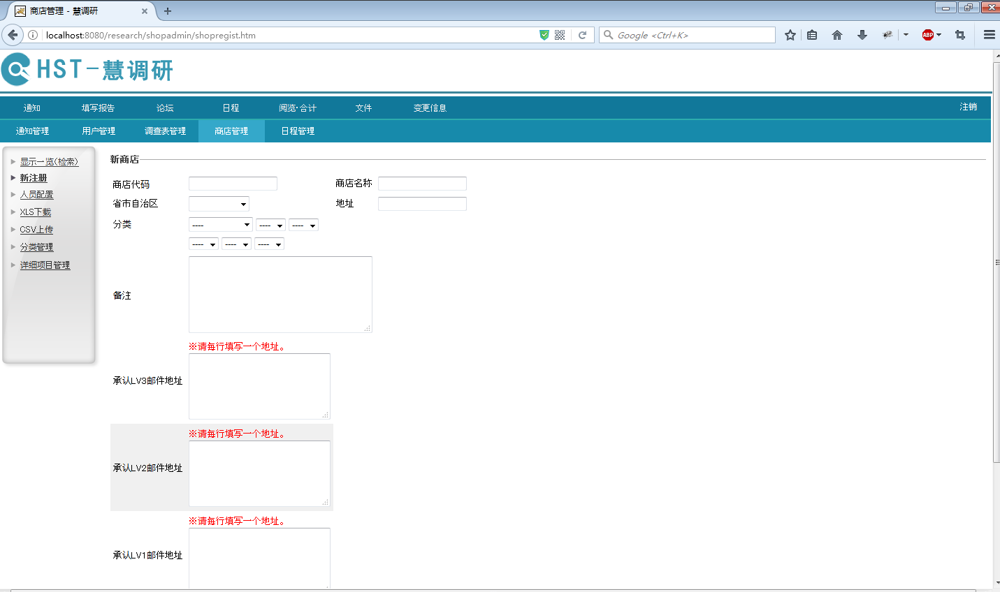 商店管理 - 慧调研
localhost:8080/research/shopadmin/shopregist.htm
Google <Ctrl+K>
ABP
HST-慧调研
通知 填写报告 论坛 日程 阅览·合计 文件 变更信息 注销
通知管理 用户管理 调查表管理 商店管理 日程管理
显示一览(检索)
新注册
人员配置
XLS下载
CSV上传
分类管理
详细项目管理
新商店
商店代码 商店名称
省市自治区 地址
分类 ---- ---- ----
---- ---- ----
备注
※请每行填写一个地址。
承认LV3邮件地址
※请每行填写一个地址。
承认LV2邮件地址
※请每行填写一个地址。
承认LV1邮件地址